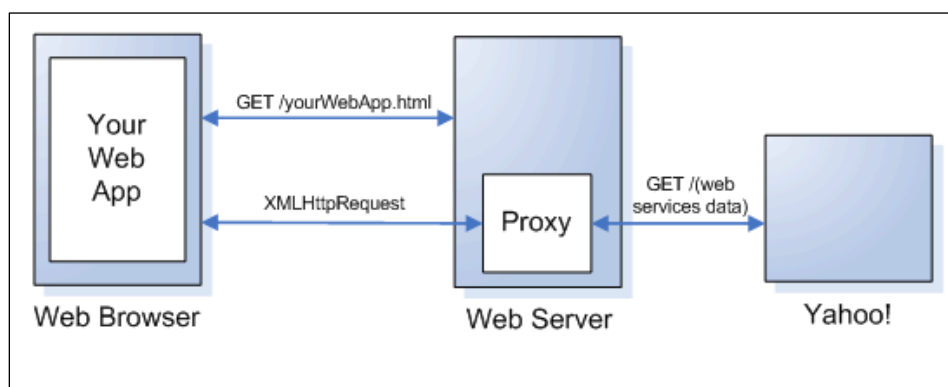 GET /yourWebApp.html
Your
Web
App
XMLHttpRequest
Proxy
GET /(web
services data)
Web Browser
Web Server
Yahoo!